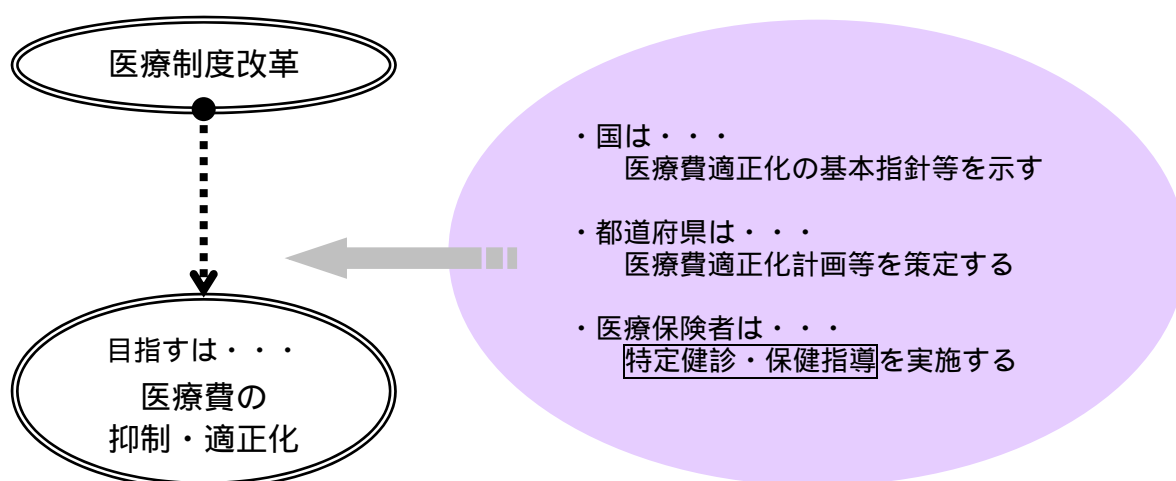 医療制度改革
・国は・・・
医療費適正化の基本指針等を示す
・都道府県は・・・
医療費適正化計画等を策定する
・医療保険者は・・・
特定健診・保健指導を実施する
目指すは・・・
医療費の
抑制・適正化